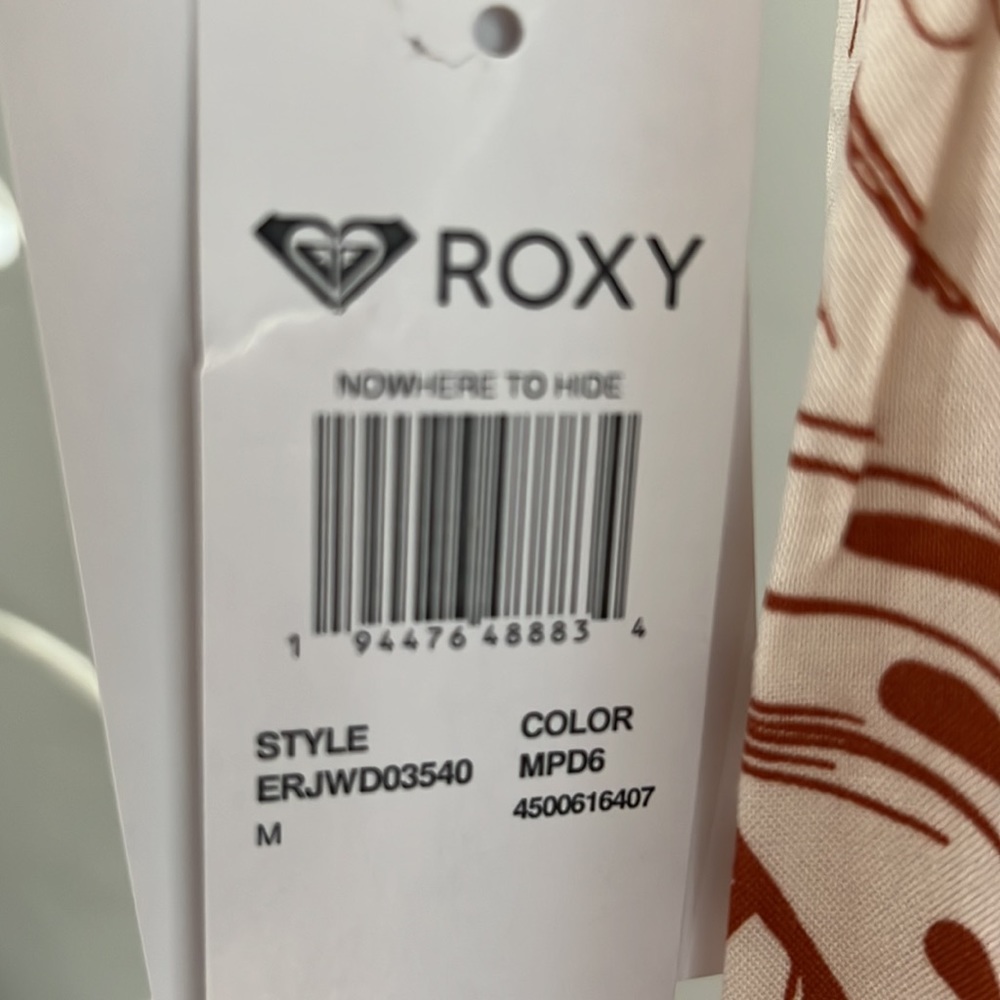 ROXY
NOWHERE TO HIDE
1 94476 48883 4
STYLE COLOR
ERJWD03540 MPD6
M 4500616407